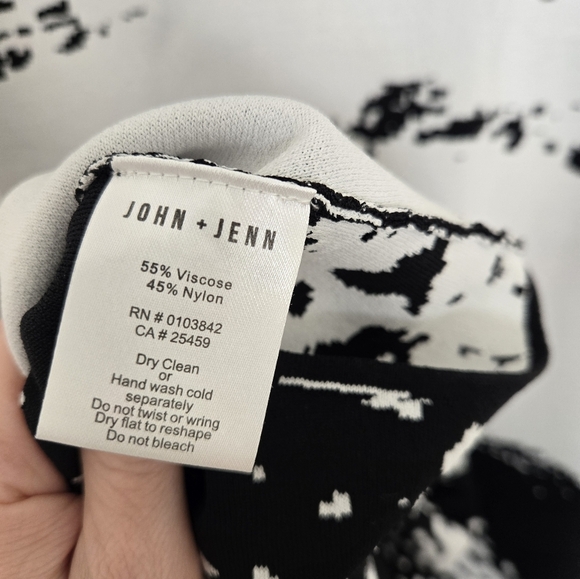 JOHN + JENN
55% Viscose
45% Nylon
RN # 0103842
CA # 25459
Dry Clean
or
Hand wash cold
separately
Do not twist or wring
Dry flat to reshape
Do not bleach